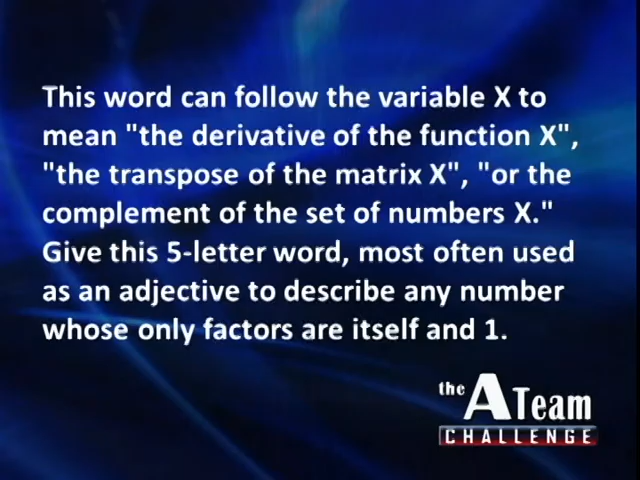 This word can follow the variable X to
mean "the derivative of the function X",
"the transpose of the matrix X", "or the
complement of the set of numbers X."
Give this 5-letter word, most often used
as an adjective to describe any number
whose only factors are itself and 1.
the A Team
CHALLENGE